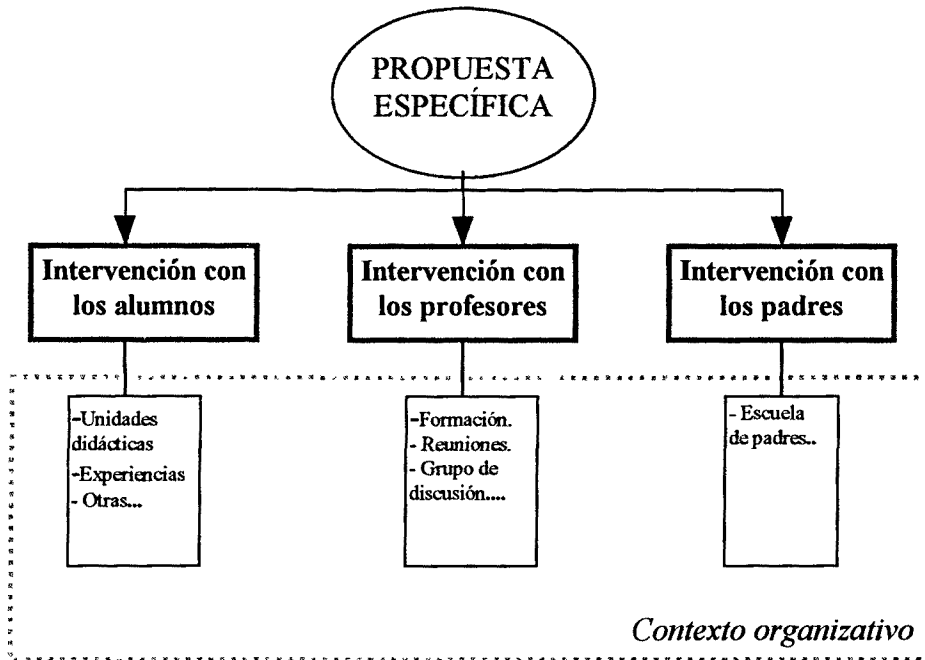 PROPUESTA
ESPECÍFICA
Intervención con
los alumnos
Intervención con
los profesores
Intervención con
los padres
-Unidades
didácticas
-Experiencias
- Otras...
-Formación.
- Reuniones.
- Grupo de
discusión....
- Escuela
de padres..
Contexto organizativo